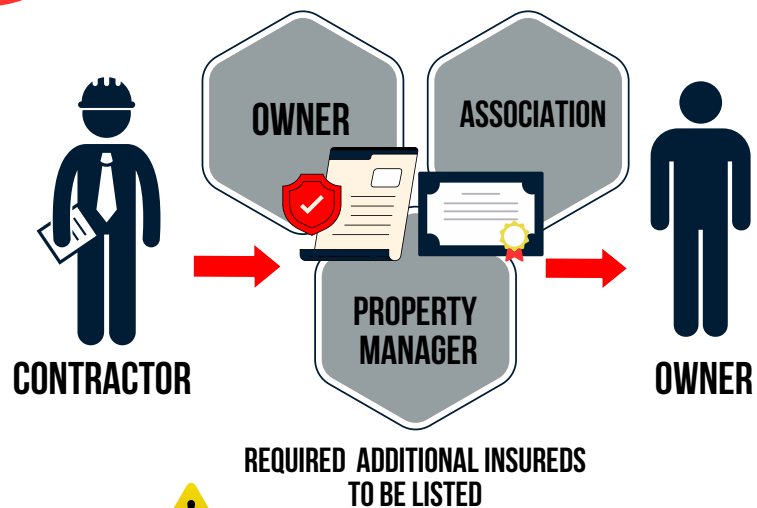 OWNER
ASSOCIATION
PROPERTY
MANAGER
CONTRACTOR
OWNER
REQUIRED ADDITIONAL INSUREDS
TO BE LISTED